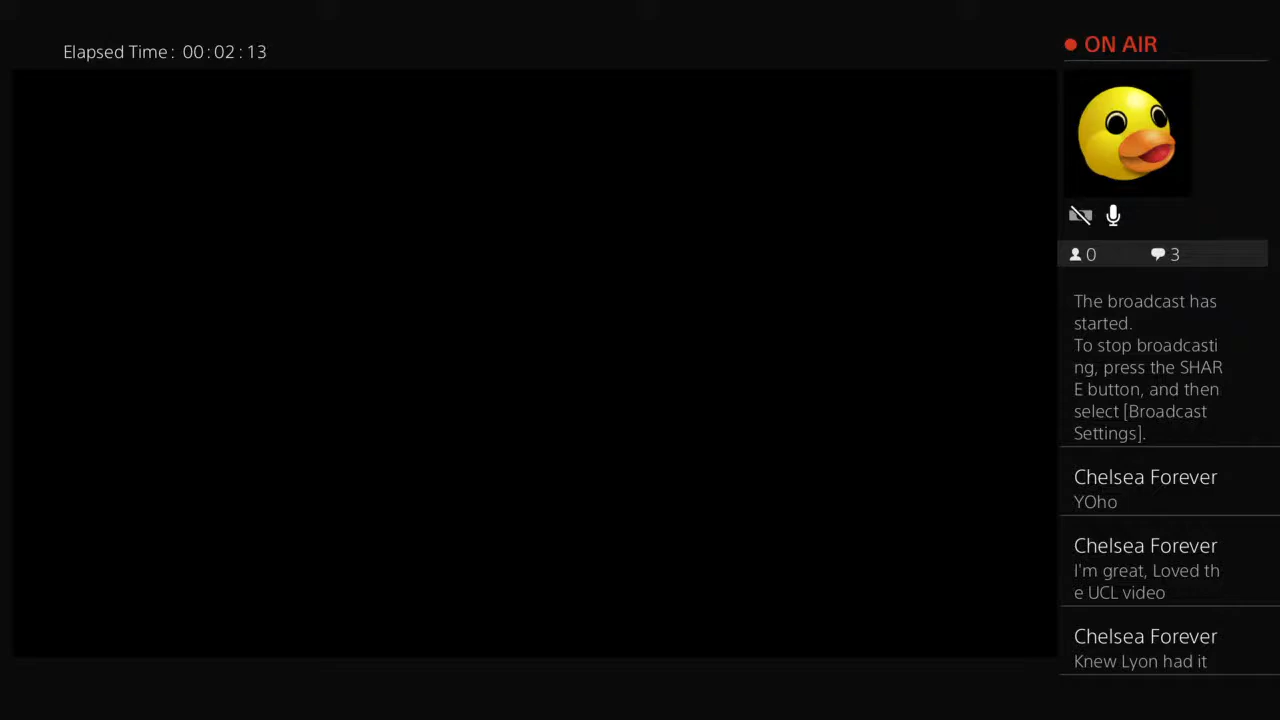 Elapsed Time: 00:02:13
ON AIR
0 3
The broadcast has
started.
To stop broadcasti
ng, press the SHAR
E button, and then
select [Broadcast
Settings].
Chelsea Forever
YOho
Chelsea Forever
I'm great, Loved th
e UCL video
Chelsea Forever
Knew Lyon had it